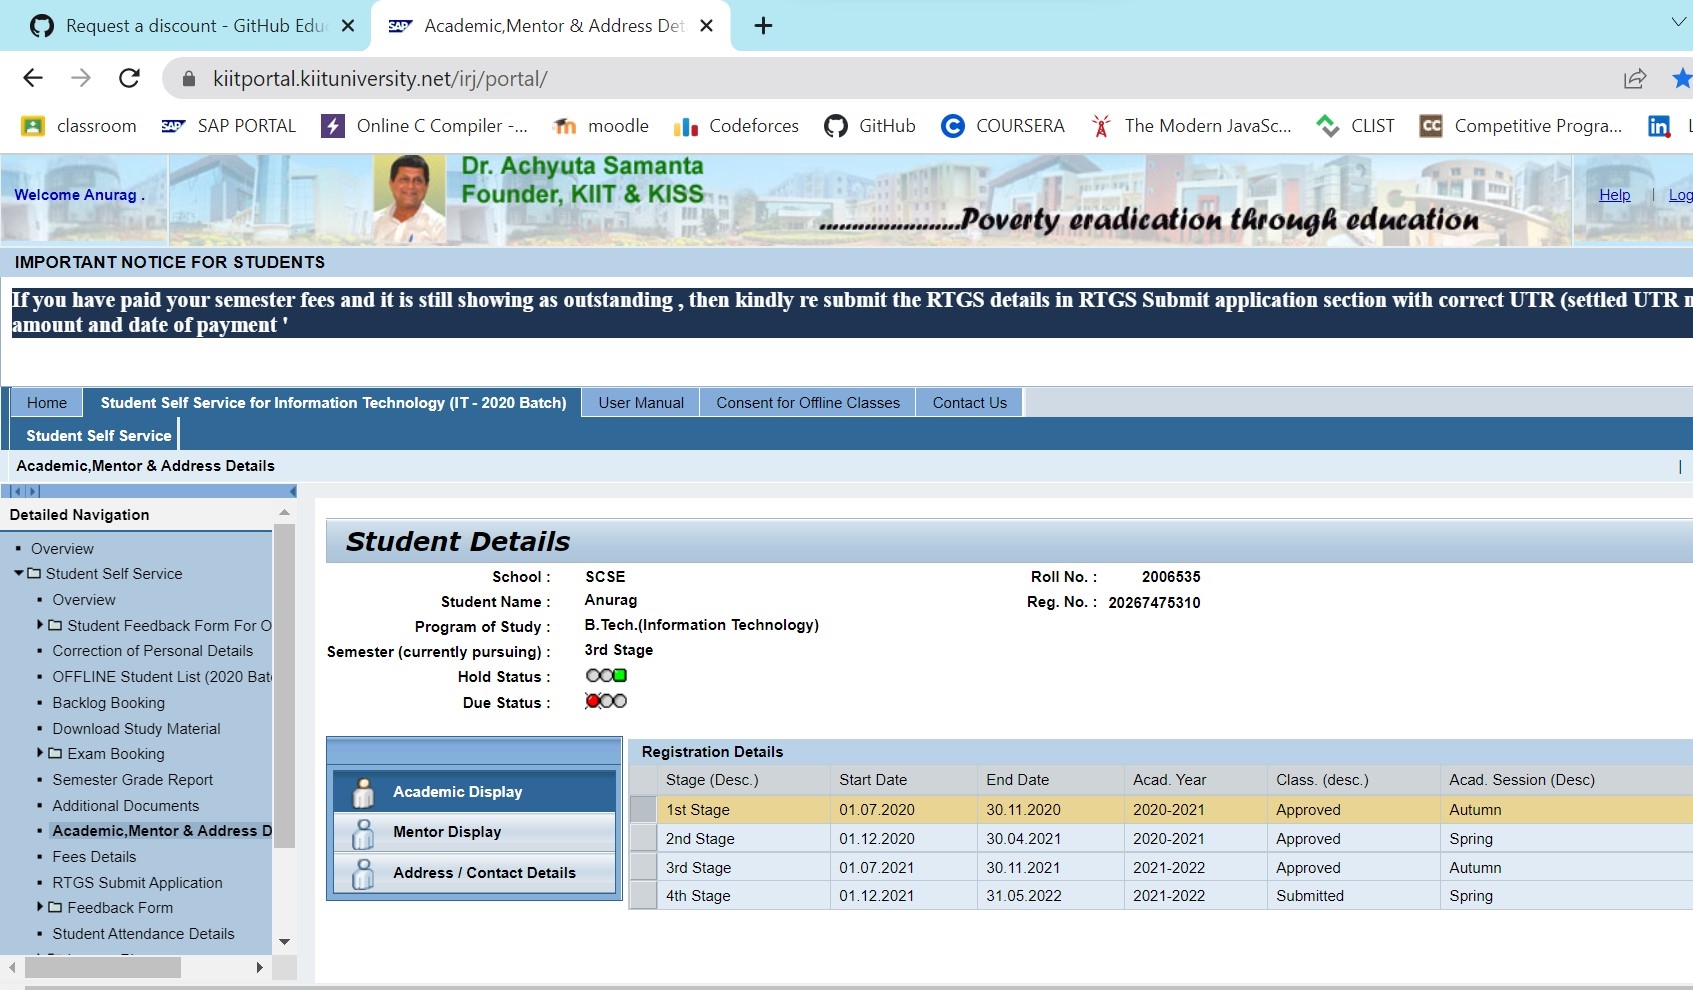 Request a discount - GitHub Edu
Academic,Mentor & Address Det
kiitportal.kiituniversity.net/irj/portal/
classroom
SAP PORTAL
Online C Compiler -...
moodle
Codeforces
GitHub
COURSERA
The Modern JavaSc...
CLIST
Competitive Progra...
Welcome Anurag .
Dr. Achyuta Samanta
Founder, KIIT & KISS
.....................Poverty eradication through education
Help | Log
IMPORTANT NOTICE FOR STUDENTS
If you have paid your semester fees and it is still showing as outstanding , then kindly re submit the RTGS details in RTGS Submit application section with correct UTR (settled UTR n
amount and date of payment '
Home
Student Self Service for Information Technology (IT - 2020 Batch)
User Manual
Consent for Offline Classes
Contact Us
Student Self Service
Academic,Mentor & Address Details
Detailed Navigation
Overview
Student Self Service
Overview
Student Feedback Form For O
Correction of Personal Details
OFFLINE Student List (2020 Bat
Backlog Booking
Download Study Material
Exam Booking
Semester Grade Report
Additional Documents
Academic,Mentor & Address D
Fees Details
RTGS Submit Application
Feedback Form
Student Attendance Details
Student Details
School : SCSE
Roll No. : 2006535
Student Name : Anurag
Reg. No. : 20267475310
Program of Study : B.Tech.(Information Technology)
Semester (currently pursuing) : 3rd Stage
Hold Status :
Due Status :
Academic Display
Mentor Display
Address / Contact Details
Registration Details
Stage (Desc.) Start Date End Date Acad. Year Class. (desc.) Acad. Session (Desc)
1st Stage 01.07.2020 30.11.2020 2020-2021 Approved Autumn
2nd Stage 01.12.2020 30.04.2021 2020-2021 Approved Spring
3rd Stage 01.07.2021 30.11.2021 2021-2022 Approved Autumn
4th Stage 01.12.2021 31.05.2022 2021-2022 Submitted Spring